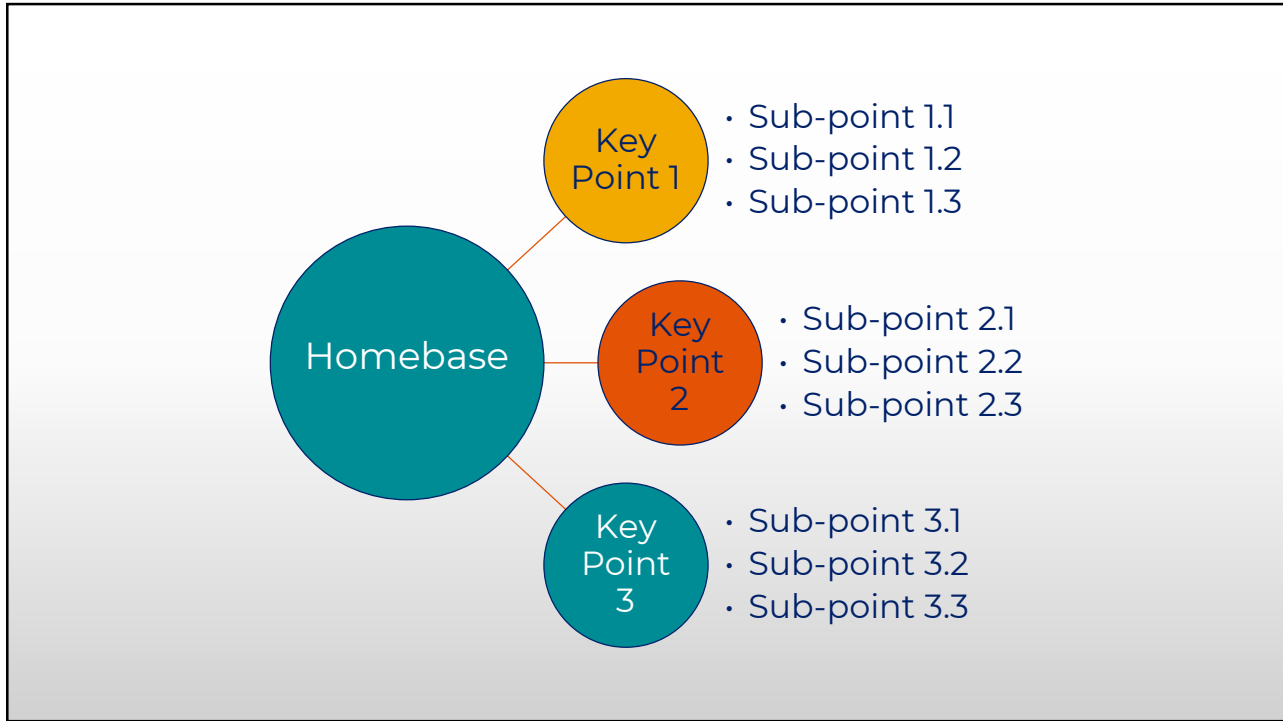 Homebase
Key
Point 1
• Sub-point 1.1
• Sub-point 1.2
• Sub-point 1.3
Key
Point
2
• Sub-point 2.1
• Sub-point 2.2
• Sub-point 2.3
Key
Point
3
• Sub-point 3.1
• Sub-point 3.2
• Sub-point 3.3